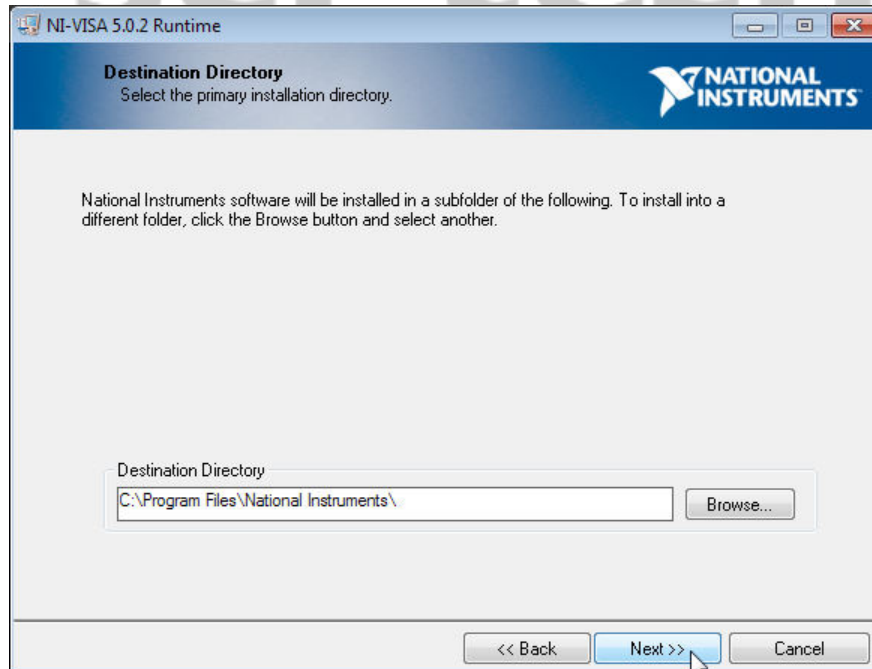 NI-VISA 5.0.2 Runtime
Destination Directory
Select the primary installation directory.
NATIONAL
INSTRUMENTS
National Instruments software will be installed in a subfolder of the following. To install into a
different folder, click the Browse button and select another.
Destination Directory
C:\Program Files\National Instruments\
Browse...
<< Back
Next >>
Cancel